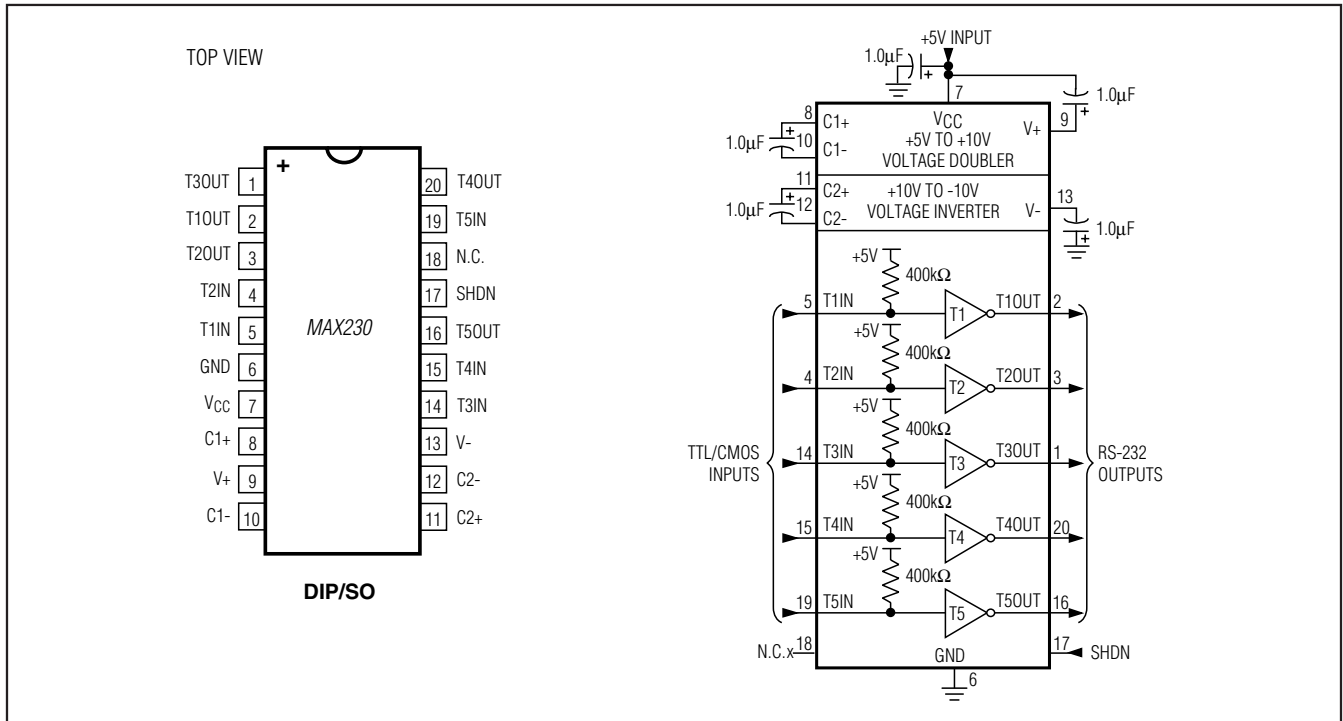 TOP VIEW
+
T3OUT 1
T1OUT 2
T2OUT 3
T2IN 4
T1IN 5
GND 6
VCC 7
C1+ 8
V+ 9
C1- 10
MAX230
20 T4OUT
19 T5IN
18 N.C.
17 SHDN
16 T5OUT
15 T4IN
14 T3IN
13 V-
12 C2-
11 C2+
DIP/SO
+5V INPUT
1.0μF +
7
1.0μF
+
8 C1+
1.0μF + 10 C1-
VCC
+5V TO +10V
VOLTAGE DOUBLER
V+ 9
11 C2+
1.0μF + 12 C2-
+10V TO -10V
VOLTAGE INVERTER
V- 13
1.0μF
+
+5V
400kΩ
5 T1IN T1 T1OUT 2
+5V
400kΩ
4 T2IN T2 T2OUT 3
+5V
400kΩ
14 T3IN T3 T3OUT 1
+5V
400kΩ
15 T4IN T4 T4OUT 20
+5V
400kΩ
19 T5IN T5 T5OUT 16
TTL/CMOS
INPUTS
RS-232
OUTPUTS
N.C.x 18
GND
17 SHDN
6